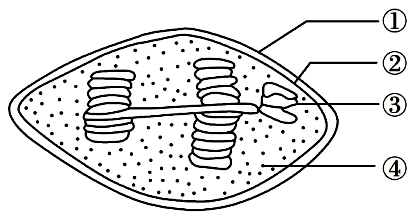 ①
②
③
④